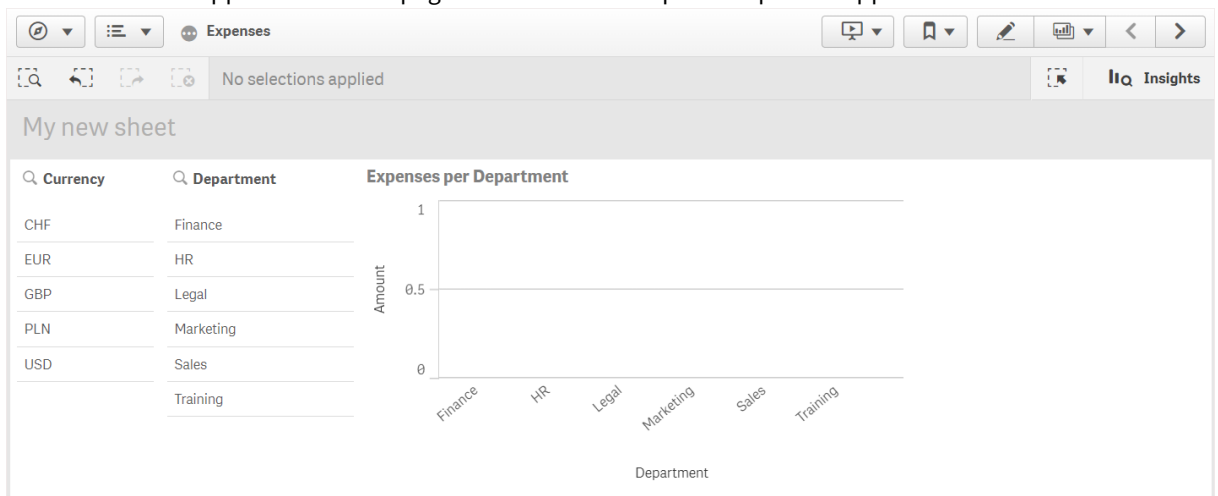 Expenses
No selections applied
Insights
My new sheet
Currency
Department
Expenses per Department
CHF
EUR
GBP
PLN
USD
Finance
HR
Legal
Marketing
Sales
Training
Amount
1
0.5
0
Finance
HR
Legal
Marketing
Sales
Training
Department